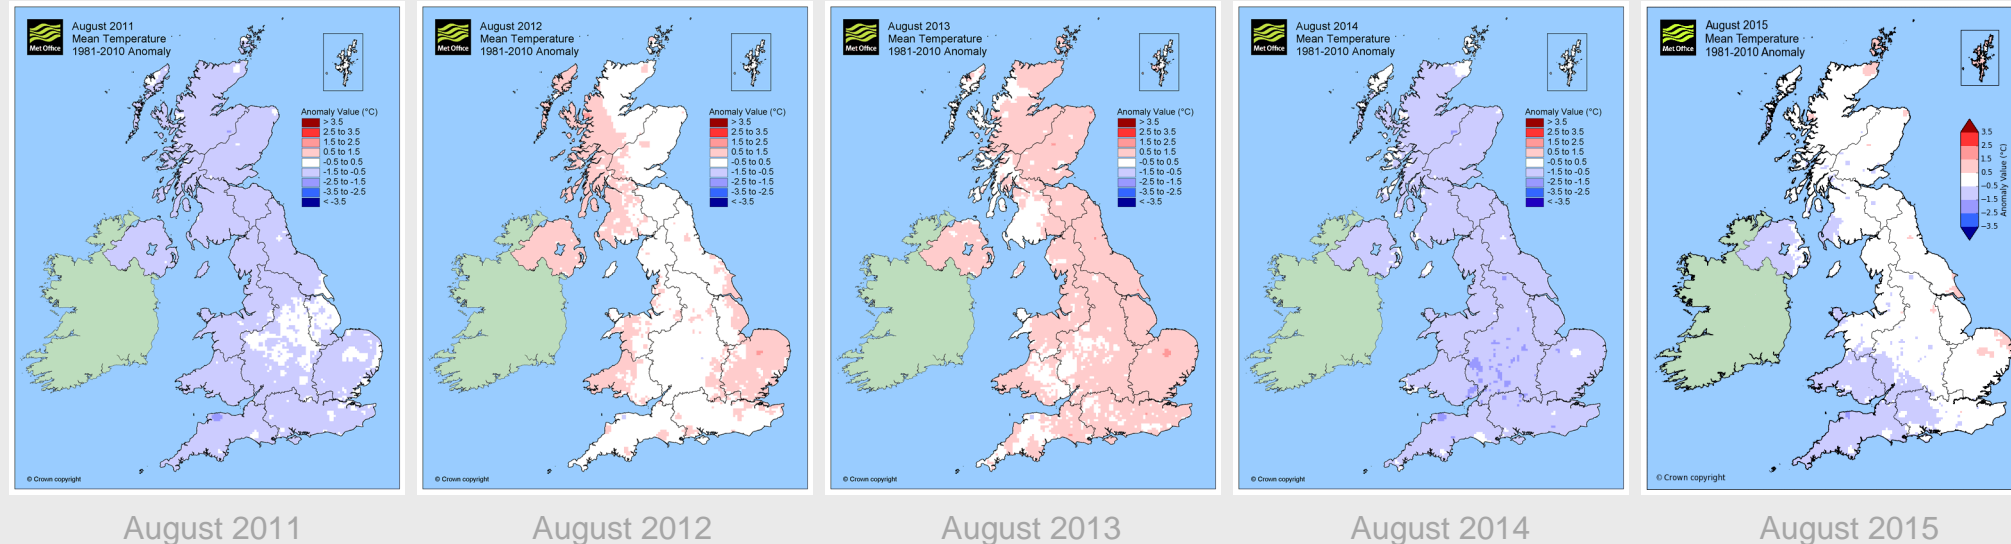 Met Office
August 2011
Mean Temperature
1981-2010 Anomaly
Anomaly Value (°C)
> 3.5
2.5 to 3.5
1.5 to 2.5
0.5 to 1.5
-0.5 to 0.5
-1.5 to -0.5
-2.5 to -1.5
-3.5 to -2.5
< -3.5
© Crown copyright
August 2011
Met Office
August 2012
Mean Temperature
1981-2010 Anomaly
Anomaly Value (°C)
> 3.5
2.5 to 3.5
1.5 to 2.5
0.5 to 1.5
-0.5 to 0.5
-1.5 to -0.5
-2.5 to -1.5
-3.5 to -2.5
< -3.5
© Crown copyright
August 2012
Met Office
August 2013
Mean Temperature
1981-2010 Anomaly
Anomaly Value (°C)
> 3.5
2.5 to 3.5
1.5 to 2.5
0.5 to 1.5
-0.5 to 0.5
-1.5 to -0.5
-2.5 to -1.5
-3.5 to -2.5
< -3.5
© Crown copyright
August 2013
Met Office
August 2014
Mean Temperature
1981-2010 Anomaly
Anomaly Value (°C)
> 3.5
2.5 to 3.5
1.5 to 2.5
0.5 to 1.5
-0.5 to 0.5
-1.5 to -0.5
-2.5 to -1.5
-3.5 to -2.5
< -3.5
© Crown copyright
August 2014
Met Office
August 2015
Mean Temperature
1981-2010 Anomaly
3.5
2.5
1.5
0.5
−0.5
−1.5
−2.5
−3.5
Anomaly Value (°C)
© Crown copyright
August 2015